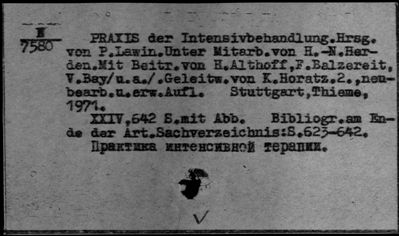 II
7580
PRAXIS der Intensivbehandlung.Hrsg.
von P.Lawin.Unter Mitarb.von H.-N.Her-
den.Mit Beitr.von H.Althoff,F.Balzereit,
V.Bay/u.a./.Geleitw.von K.Horatz.2.,neu-
bearb.u.erw.Aufl. Stuttgart,Thieme,
1971.
XXIV,642 S.mit Abb. Bibliogr.am En-
de der Art.Sachverzeichnis:S.623-642.
Практика интенсивной терапии.